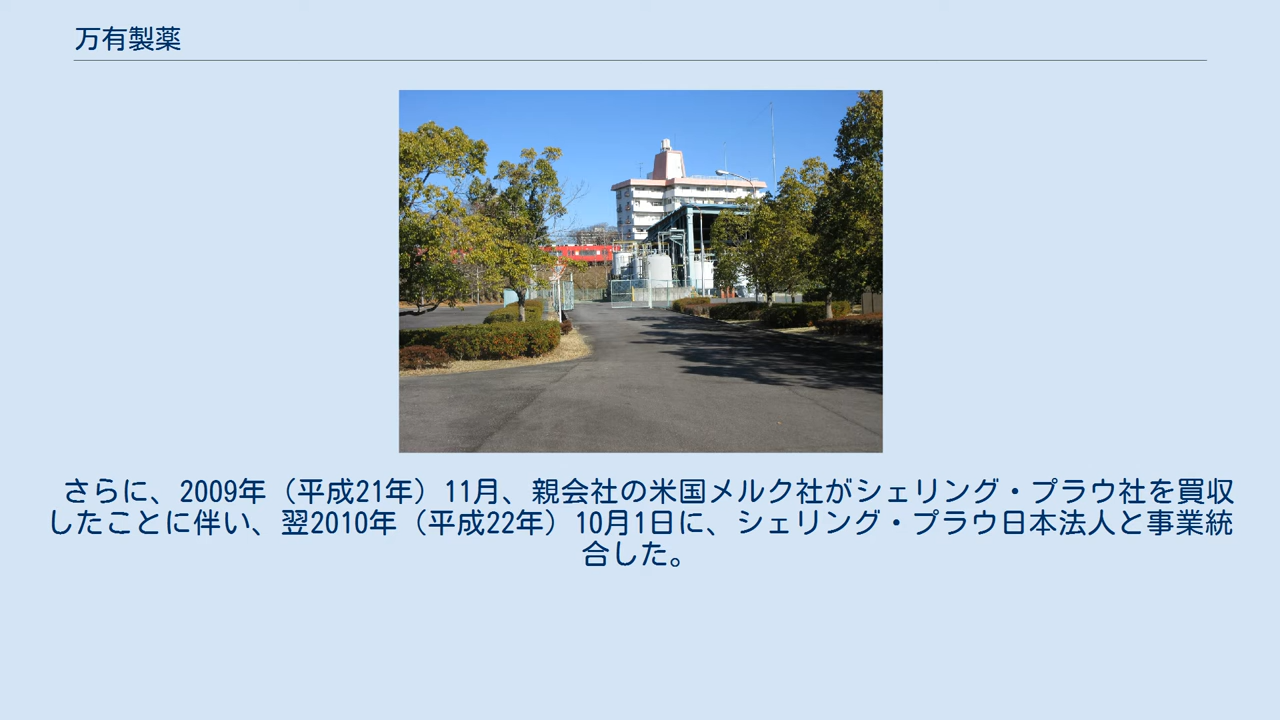 万有製薬
さらに、2009年（平成21年）11月、親会社の米国メルク社がシェリング・プラウ社を買収
したことに伴い、翌2010年（平成22年）10月1日に、シェリング・プラウ日本法人と事業統
合した。